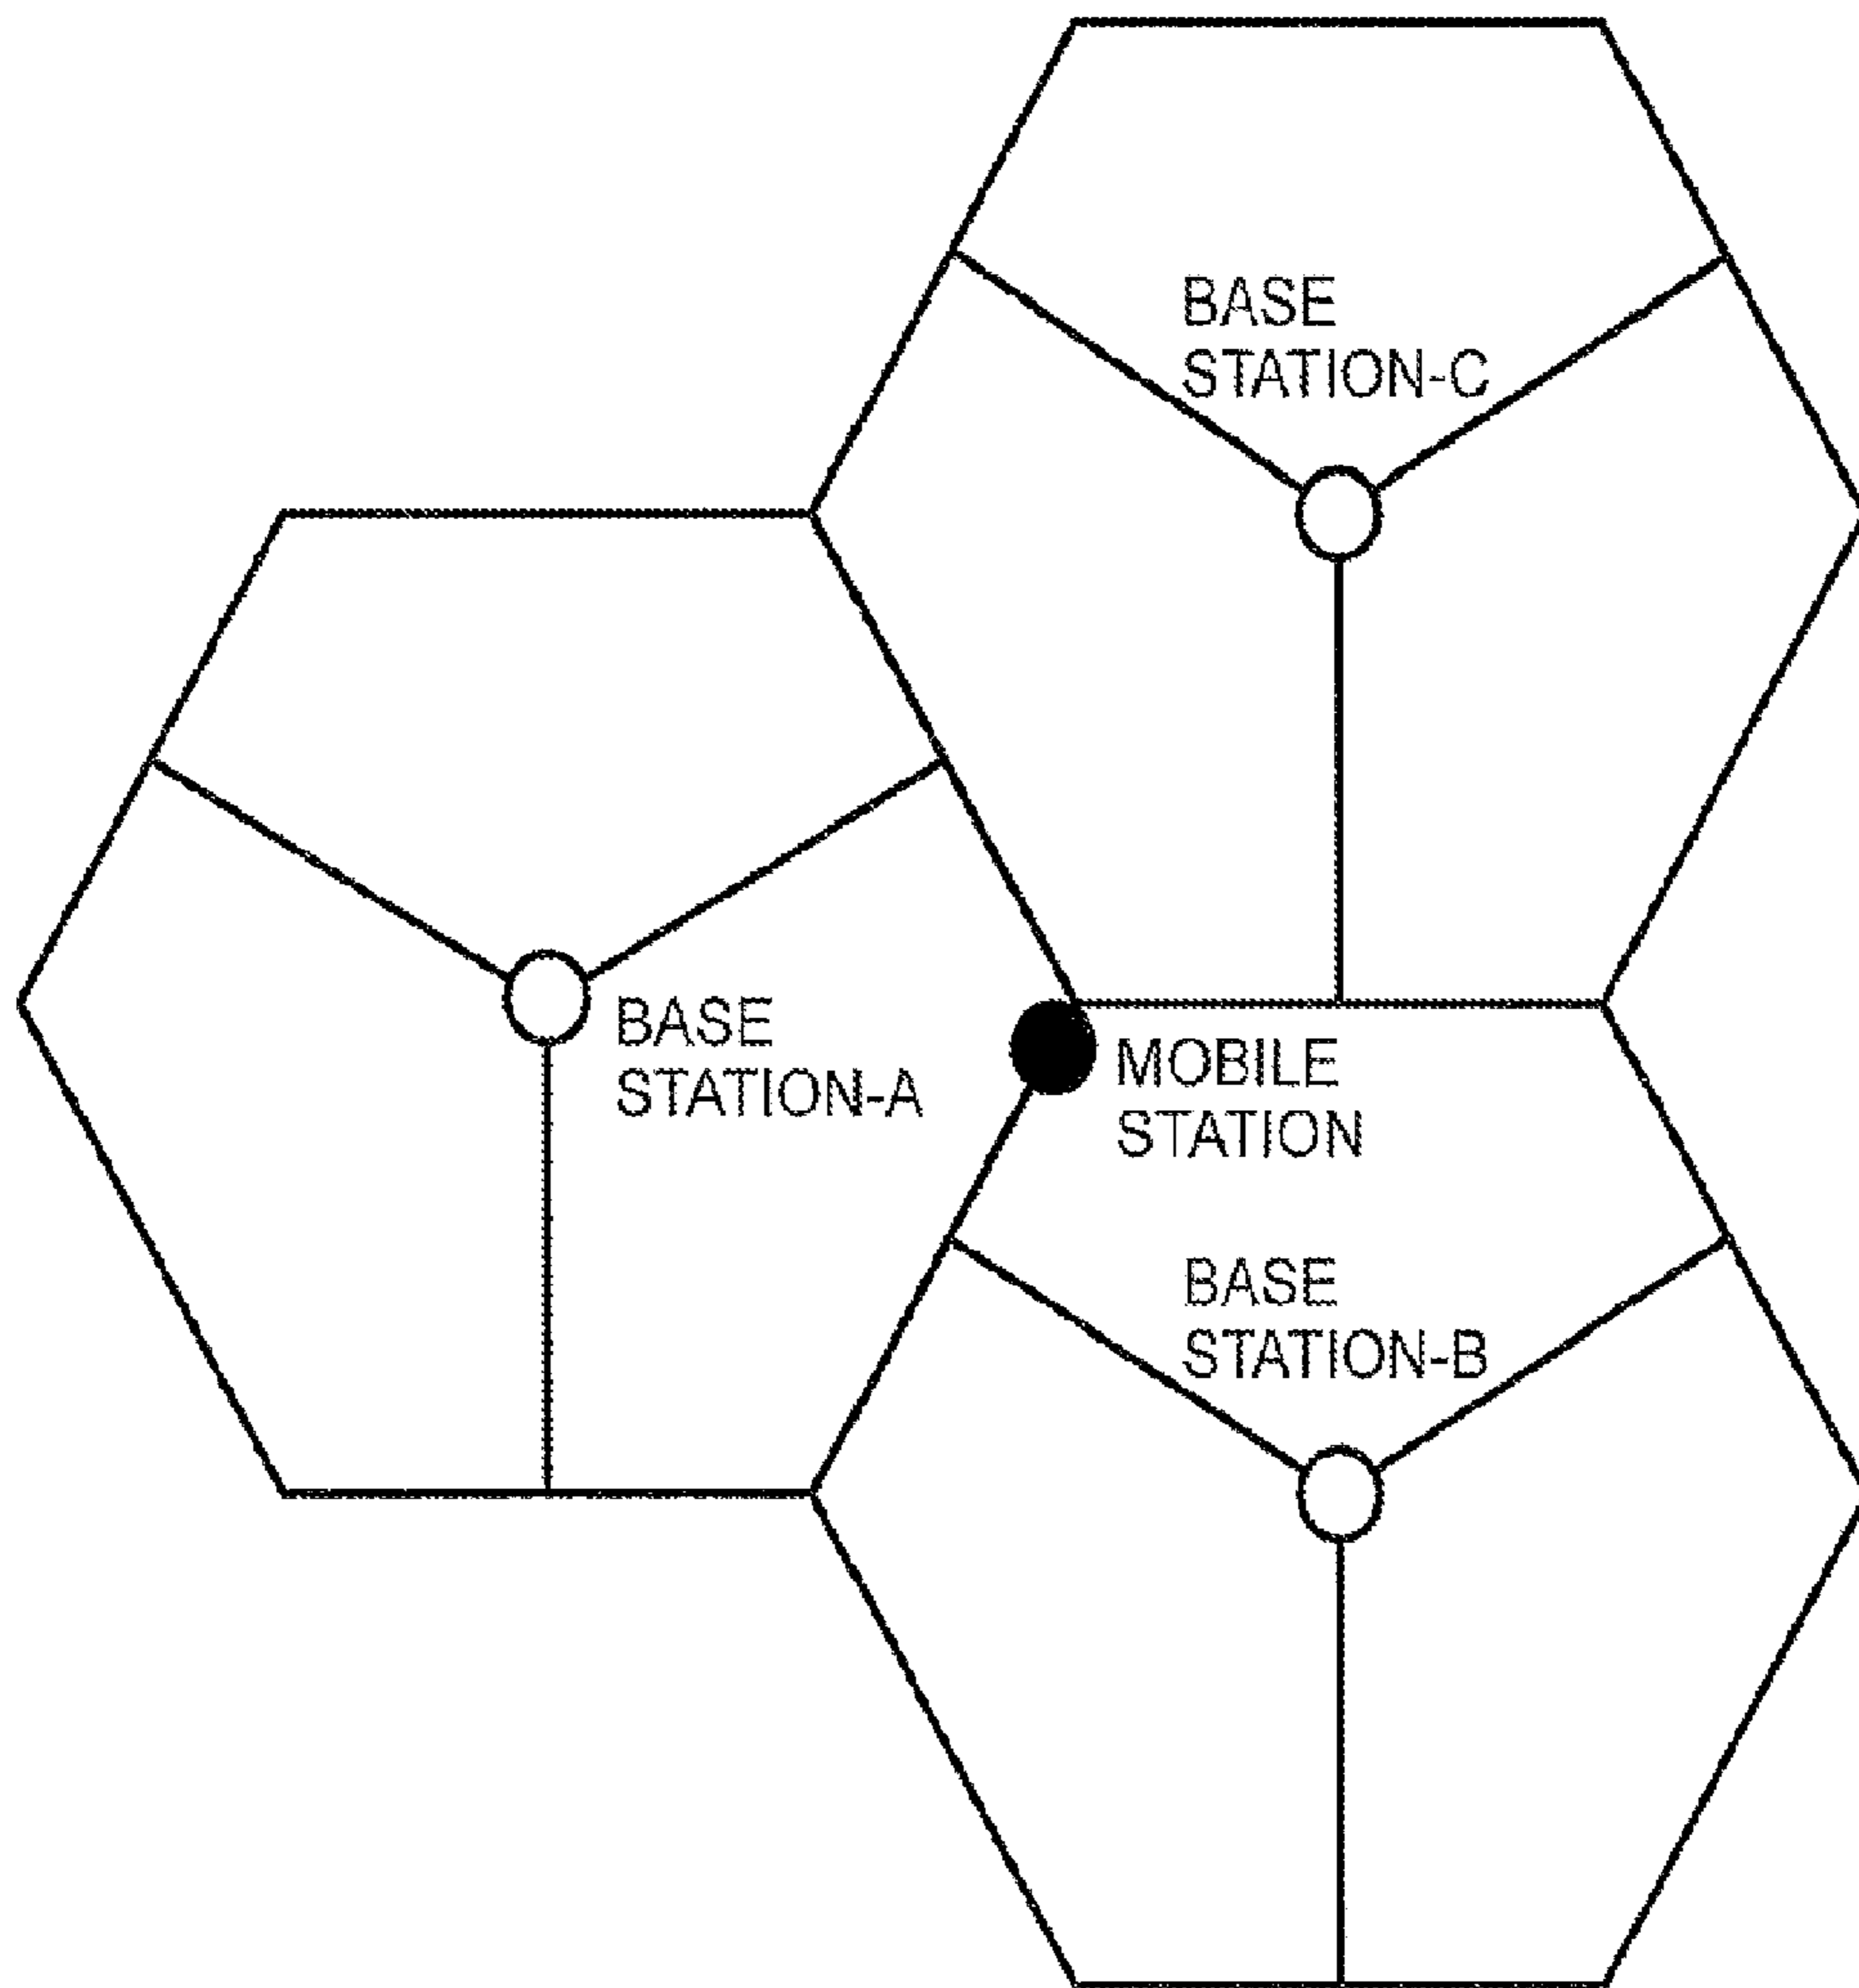 BASE
STATION-C
BASE
STATION-A
MOBILE
STATION
BASE
STATION-B